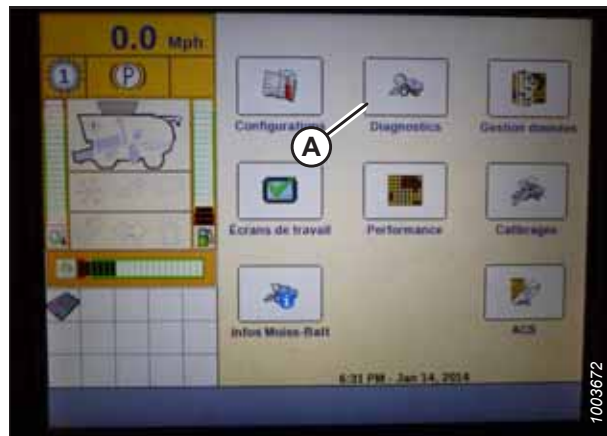 0.0 Mph
1 (P)
Configurations
Diagnostics
Gestion données
A
Ecrans de travail
Performance
Calibrages
Infos Moiss-Batt
ACS
6:31 PM - Jan 14, 2014
1003672